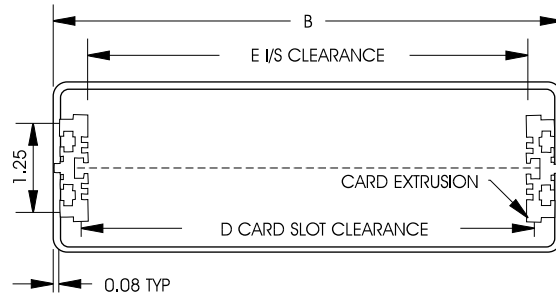 B
E I/S CLEARANCE
1.25
CARD EXTRUSION
D CARD SLOT CLEARANCE
0.08 TYP